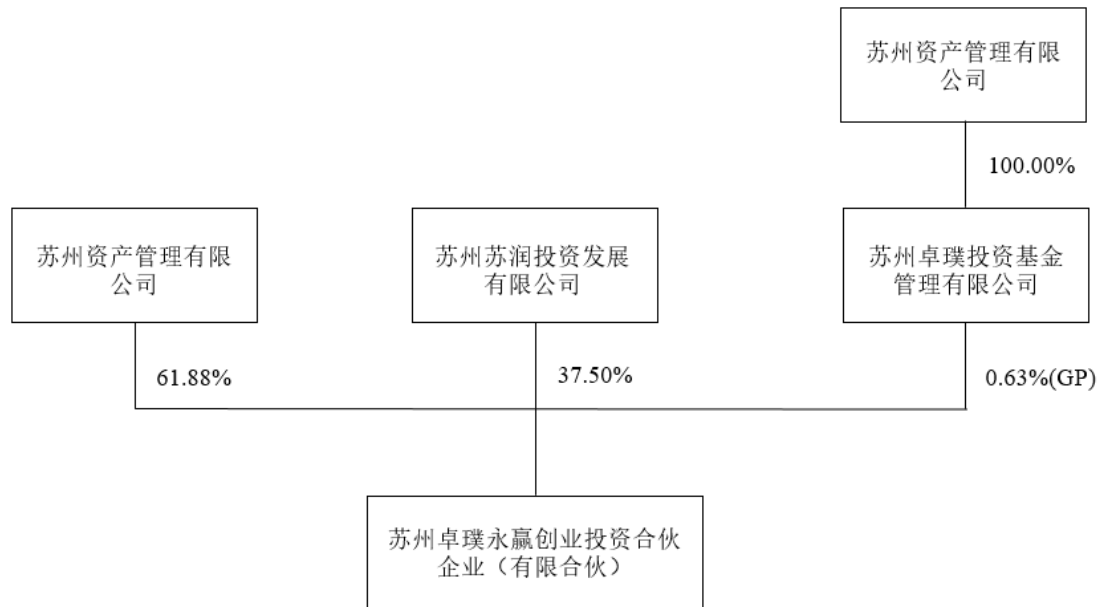 苏州资产管理有限
公司
100.00%
苏州资产管理有限
公司
苏州苏润投资发展
有限公司
苏州卓璞投资基金
管理有限公司
61.88%
37.50%
0.63%(GP)
苏州卓璞永赢创业投资合伙
企业（有限合伙）